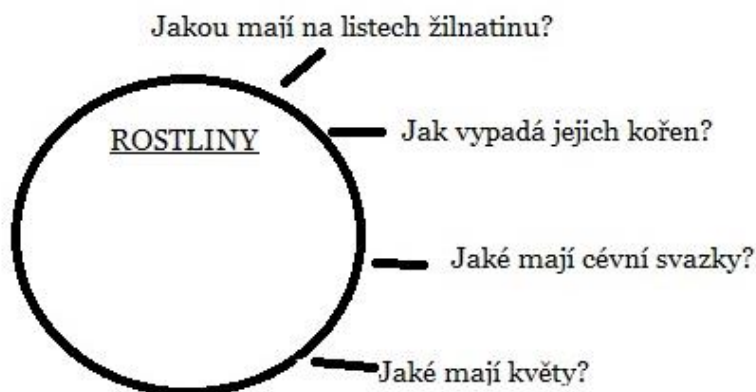 Jakou mají na listech žilnatinu?
ROSTLINY
Jak vypadá jejich kořen?
Jaké mají cévní svazky?
Jaké mají květy?